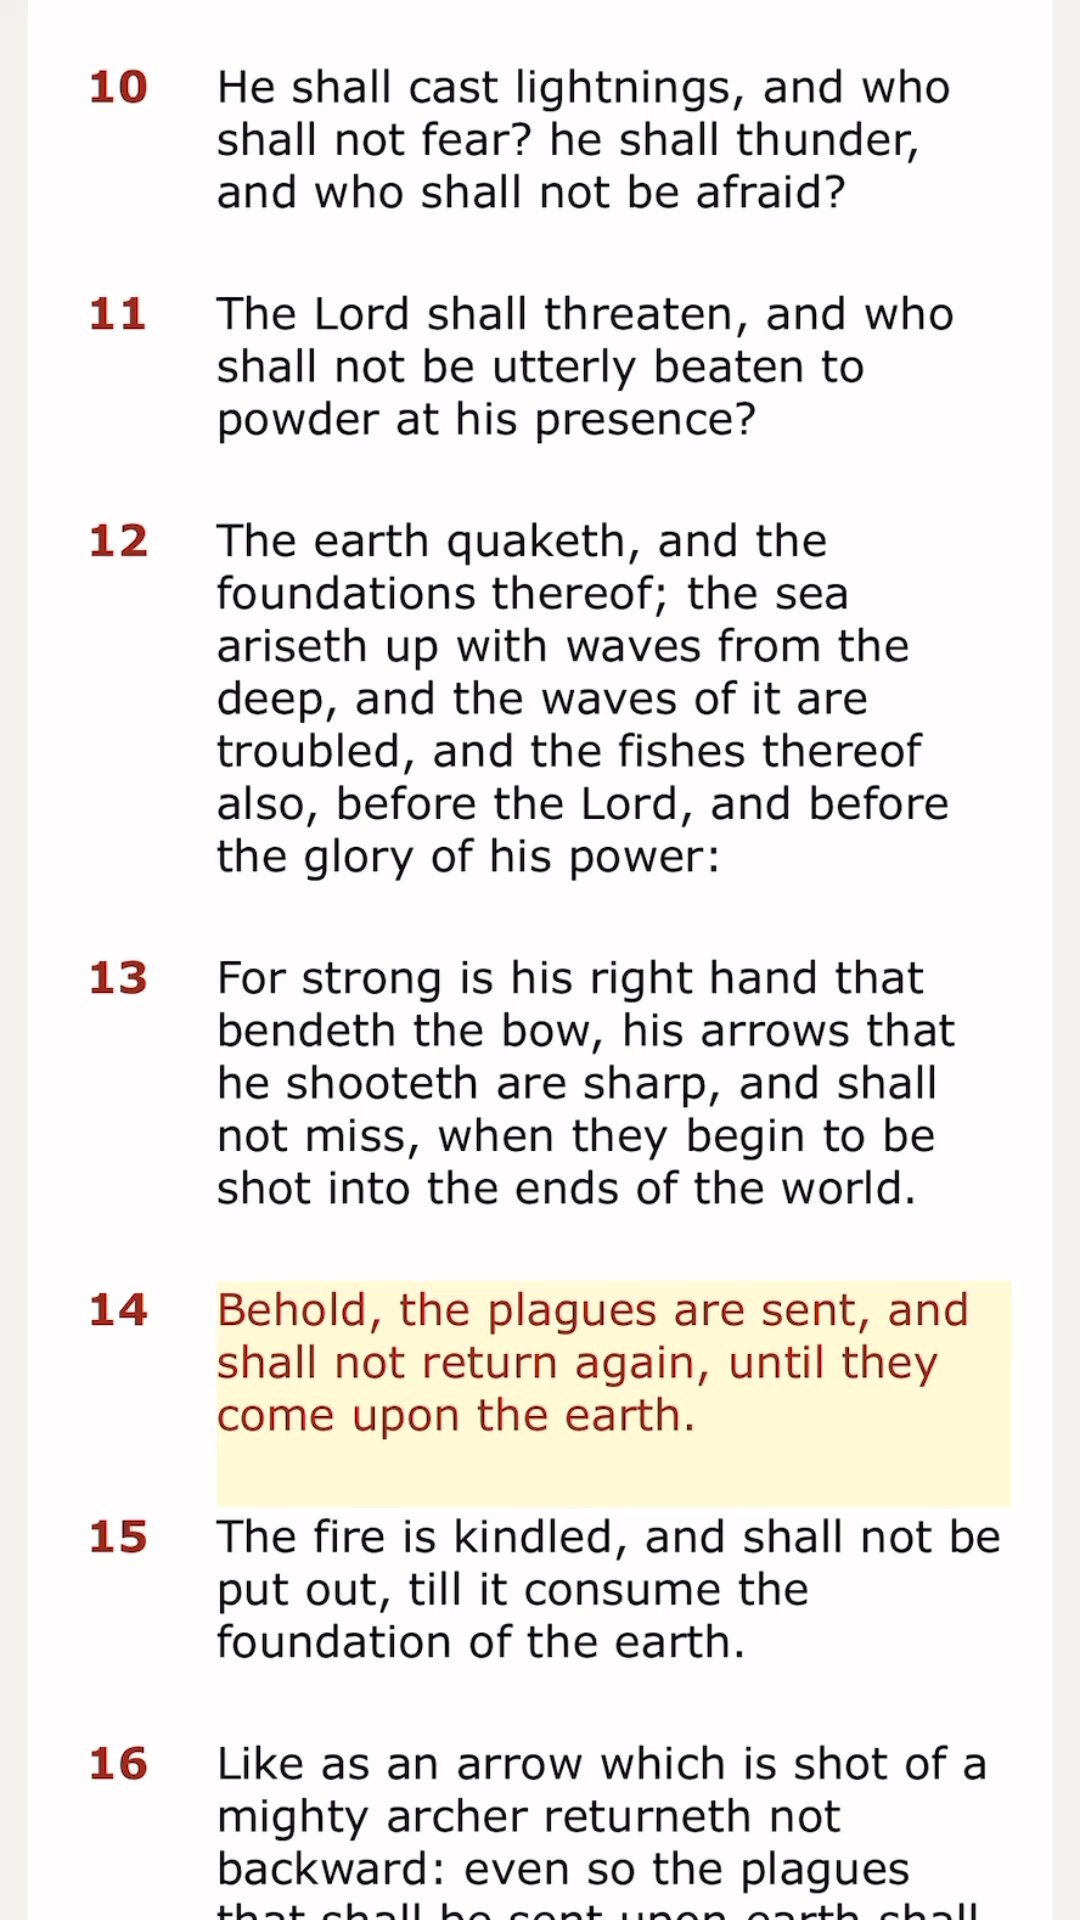 10 He shall cast lightnings, and who
shall not fear? he shall thunder,
and who shall not be afraid?
11 The Lord shall threaten, and who
shall not be utterly beaten to
powder at his presence?
12 The earth quaketh, and the
foundations thereof; the sea
ariseth up with waves from the
deep, and the waves of it are
troubled, and the fishes thereof
also, before the Lord, and before
the glory of his power:
13 For strong is his right hand that
bendeth the bow, his arrows that
he shooteth are sharp, and shall
not miss, when they begin to be
shot into the ends of the world.
14 Behold, the plagues are sent, and
shall not return again, until they
come upon the earth.
15 The fire is kindled, and shall not be
put out, till it consume the
foundation of the earth.
16 Like as an arrow which is shot of a
mighty archer returneth not
backward: even so the plagues
that shall be sent upon earth shall